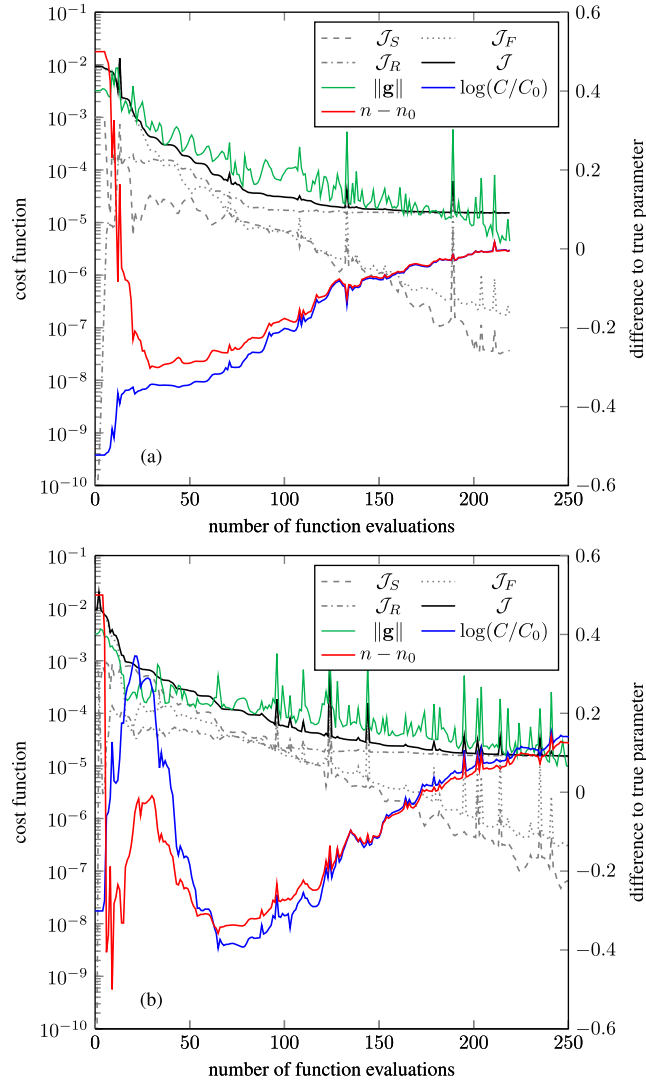 10⁻¹
10⁻²
10⁻³
10⁻⁴
10⁻⁵
10⁻⁶
10⁻⁷
10⁻⁸
10⁻⁹
10⁻¹⁰
cost function
0.6
0.4
0.2
0
−0.2
−0.4
−0.6
difference to true parameter
𝒥_S 𝒥_F
𝒥_R 𝒥
‖𝐠‖ log(C/C₀)
n − n₀
(a)
0 50 100 150 200 250
number of function evaluations
10⁻¹
10⁻²
10⁻³
10⁻⁴
10⁻⁵
10⁻⁶
10⁻⁷
10⁻⁸
10⁻⁹
10⁻¹⁰
cost function
0.6
0.4
0.2
0
−0.2
−0.4
−0.6
difference to true parameter
𝒥_S 𝒥_F
𝒥_R 𝒥
‖𝐠‖ log(C/C₀)
n − n₀
(b)
0 50 100 150 200 250
number of function evaluations